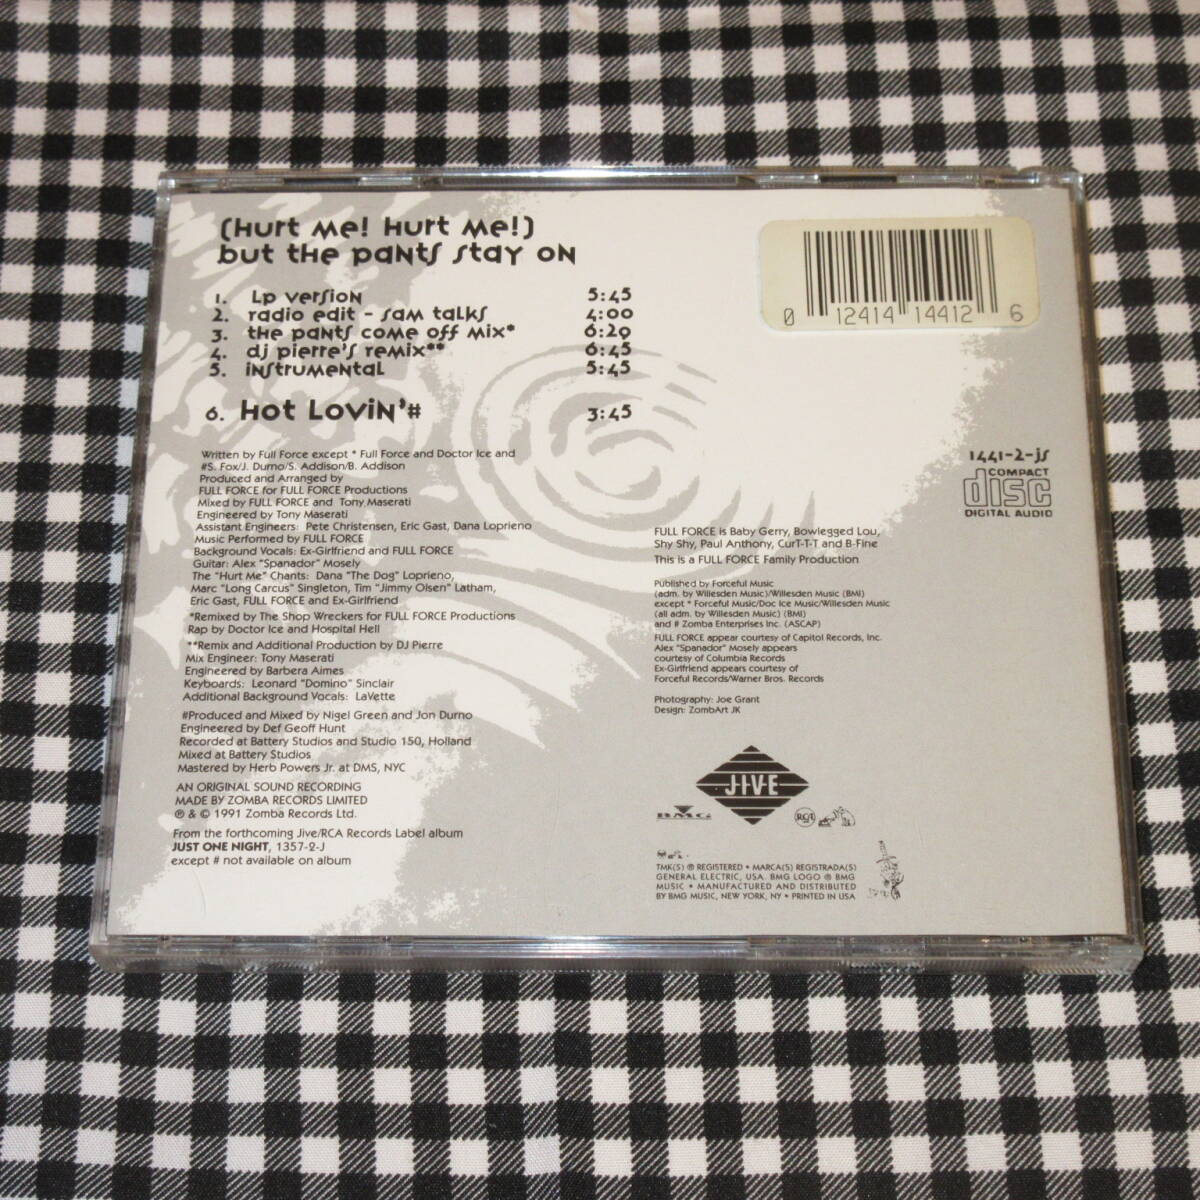 (Hurt Me! Hurt Me!)
but the pants stay on
1. LP version 5:45
2. radio edit - sam talks 4:00
3. the pants come off mix* 6:20
4. dj pierre's remix** 6:45
5. instrumental 5:45
6. Hot Lovin'# 3:45
0 12414 14412 6
Written by Full Force except * Full Force and Doctor Ice and
#S. Fox/J. Durno/S. Addison/B. Addison
Produced and Arranged by
FULL FORCE for FULL FORCE Productions
Mixed by FULL FORCE and Tony Maserati
Engineered by Tony Maserati
Assistant Engineers: Pete Christensen, Eric Gast, Dana Loprieno
Music Performed by FULL FORCE
Background Vocals: Ex-Girlfriend and FULL FORCE
Guitar: Alex "Spanador" Mosely
The "Hurt Me" Chants: Dana "The Dog" Loprieno,
Marc "Long Carcus" Singleton, Tim "Jimmy Olsen" Latham,
Eric Gast, FULL FORCE and Ex-Girlfriend
*Remixed by The Shop Wreckers for FULL FORCE Productions
Rap by Doctor Ice and Hospital Hell
**Remix and Additional Production by DJ Pierre
Mix Engineer: Tony Maserati
Engineered by Barbera Aimes
Keyboards: Leonard "Domino" Sinclair
Additional Background Vocals: LaVette
#Produced and Mixed by Nigel Green and Jon Durno
Engineered by Def Geoff Hunt
Recorded at Battery Studios and Studio 150, Holland
Mixed at Battery Studios
Mastered by Herb Powers Jr. at DMS, NYC
AN ORIGINAL SOUND RECORDING
MADE BY ZOMBA RECORDS LIMITED
℗ & © 1991 Zomba Records Ltd.
From the forthcoming Jive/RCA Records Label album
JUST ONE NIGHT, 1357-2-J
except # not available on album
1441-2-js
COMPACT
disc
DIGITAL AUDIO
FULL FORCE is Baby Gerry, Bowlegged Lou,
Shy Shy, Paul Anthony, CurT-T-T and B-Fine
This is a FULL FORCE Family Production
Published by Forceful Music
(adm. by Willesden Music)/Willesden Music (BMI)
except * Forceful Music/Doc Ice Music/Willesden Music
(all adm. by Willesden Music) (BMI)
and # Zomba Enterprises Inc. (ASCAP)
FULL FORCE appear courtesy of Capitol Records, Inc.
Alex "Spanador" Mosely appears
courtesy of Columbia Records
Ex-Girlfriend appears courtesy of
Forceful Records/Warner Bros. Records
Photography: Joe Grant
Design: ZombArt JK
JIVE
BMG
RCA
TMK(S) ® REGISTERED • MARCA(S) REGISTRADA(S)
GENERAL ELECTRIC, USA. BMG LOGO ® BMG
MUSIC • MANUFACTURED AND DISTRIBUTED
BY BMG MUSIC, NEW YORK, NY • PRINTED IN USA